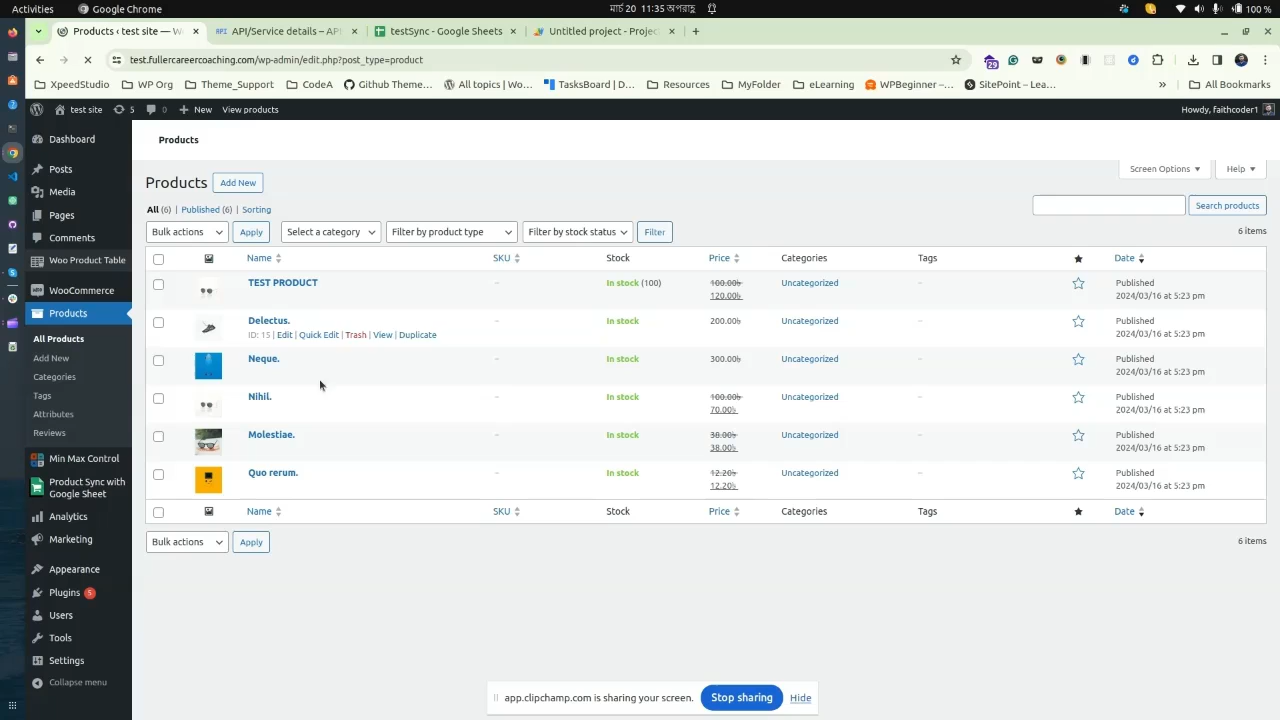 Activities Google Chrome মার্চ 20 11:35 অপরাহ্ণ 100 %
Products ‹ test site — W API/Service details – API testSync - Google Sheets Untitled project - Projec
test.fullercareercoaching.com/wp-admin/edit.php?post_type=product
XpeedStudio WP Org Theme_Support CodeA Github Theme... All topics | Wo... TasksBoard | D... Resources MyFolder eLearning WPBeginner –... SitePoint – Lea... » All Bookmarks
test site 5 0 New View products Howdy, faithcoder1
Dashboard
Posts
Media
Pages
Comments
Woo Product Table
WooCommerce
Products
All Products
Add New
Categories
Tags
Attributes
Reviews
Min Max Control
Product Sync with
Google Sheet
Analytics
Marketing
Appearance
Plugins 5
Users
Tools
Settings
Collapse menu
Products
Screen Options Help
Products Add New
All (6) | Published (6) | Sorting
Search products
Bulk actions Apply Select a category Filter by product type Filter by stock status Filter 6 items
Name SKU Stock Price Categories Tags Date
TEST PRODUCT – In stock (100) 100.00৳ Uncategorized – Published
120.00৳ 2024/03/16 at 5:23 pm
Delectus. – In stock 200.00৳ Uncategorized – Published
ID: 15 | Edit | Quick Edit | Trash | View | Duplicate 2024/03/16 at 5:23 pm
Neque. – In stock 300.00৳ Uncategorized – Published
2024/03/16 at 5:23 pm
Nihil. – In stock 100.00৳ Uncategorized – Published
70.00৳ 2024/03/16 at 5:23 pm
Molestiae. – In stock 38.00৳ Uncategorized – Published
38.00৳ 2024/03/16 at 5:23 pm
Quo rerum. – In stock 12.20৳ Uncategorized – Published
12.20৳ 2024/03/16 at 5:23 pm
Name SKU Stock Price Categories Tags Date
Bulk actions Apply 6 items
app.clipchamp.com is sharing your screen. Stop sharing Hide